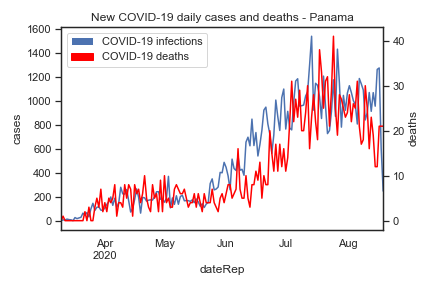 New COVID-19 daily cases and deaths - Panama
COVID-19 infections
COVID-19 deaths
1600
1400
1200
1000
800
600
400
200
0
cases
40
30
20
10
0
deaths
Apr
2020
May
Jun
Jul
Aug
dateRep